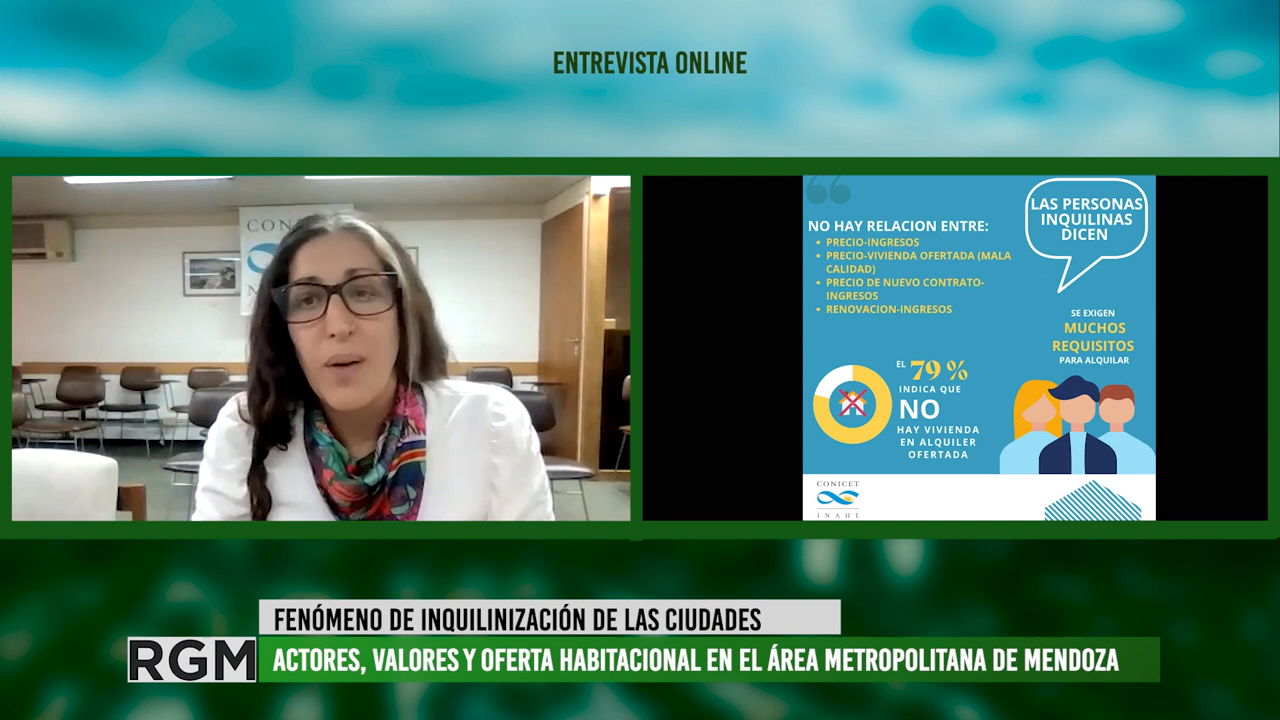 ENTREVISTA ONLINE
CON
NO HAY RELACION ENTRE:
PRECIO-INGRESOS
PRECIO-VIVIENDA OFERTADA (MALA
CALIDAD)
PRECIO DE NUEVO CONTRATO-
INGRESOS
RENOVACION-INGRESOS
LAS PERSONAS
INQUILINAS
DICEN
SE EXIGEN
MUCHOS
REQUISITOS
PARA ALQUILAR
EL 79 %
INDICA QUE
NO
HAY VIVIENDA
EN ALQUILER
OFERTADA
CONICET
INAHE
FENÓMENO DE INQUILINIZACIÓN DE LAS CIUDADES
RGM
ACTORES, VALORES Y OFERTA HABITACIONAL EN EL ÁREA METROPOLITANA DE MENDOZA